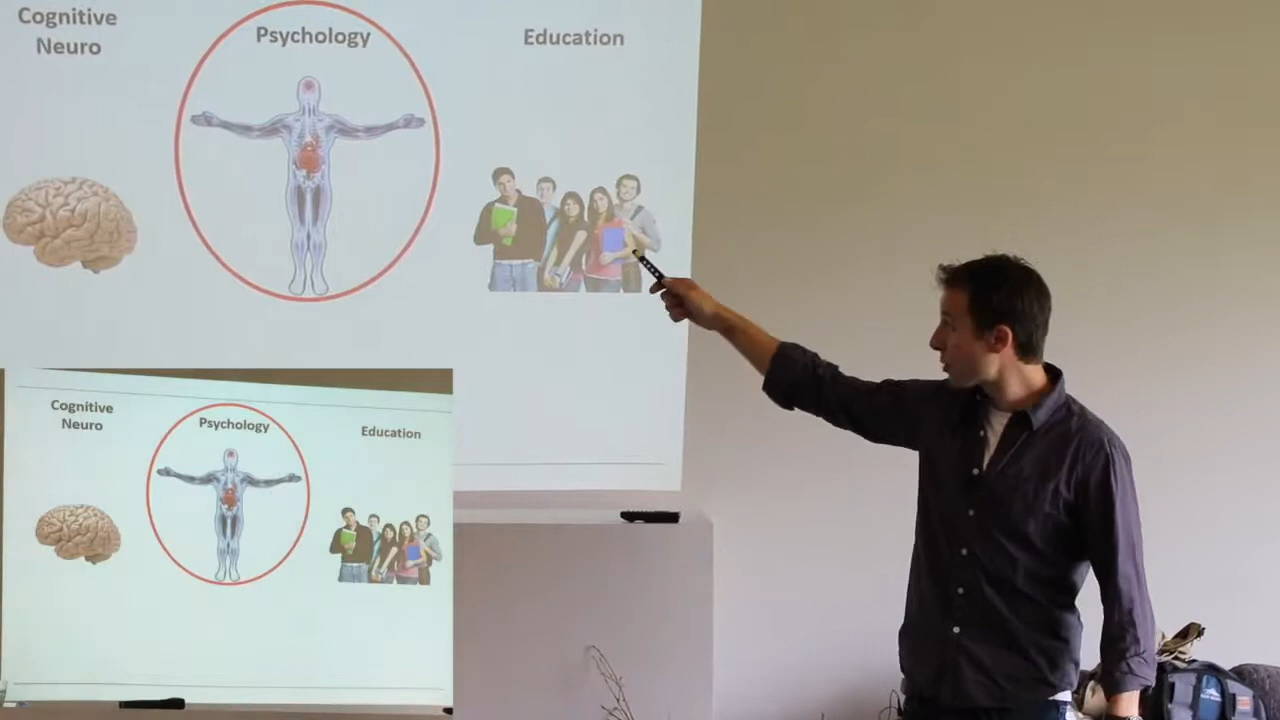 Cognitive
Neuro
Psychology
Education
Cognitive
Neuro
Psychology
Education